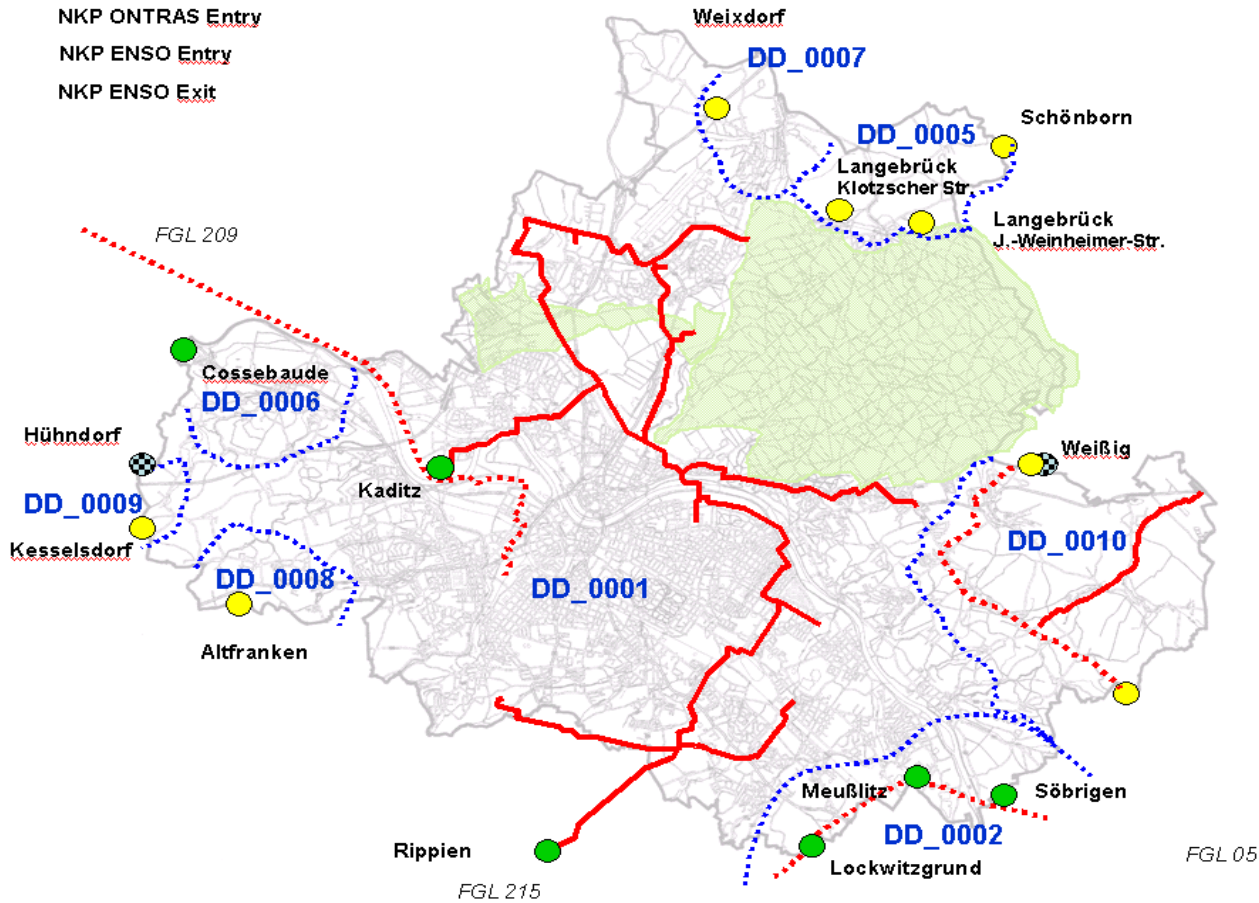 NKP ONTRAS Entry
NKP ENSO Entry
NKP ENSO Exit
Weixdorf
DD_0007
DD_0005
Schönborn
Langebrück
Klotzscher Str.
Langebrück
J.-Weinheimer-Str.
FGL 209
Cossebaude
DD_0006
Hühndorf
Kaditz
DD_0009
Kesselsdorf
DD_0008
Altfranken
DD_0001
Weißig
DD_0010
Meußlitz
Söbrigen
DD_0002
Lockwitzgrund
Rippien
FGL 215
FGL 05